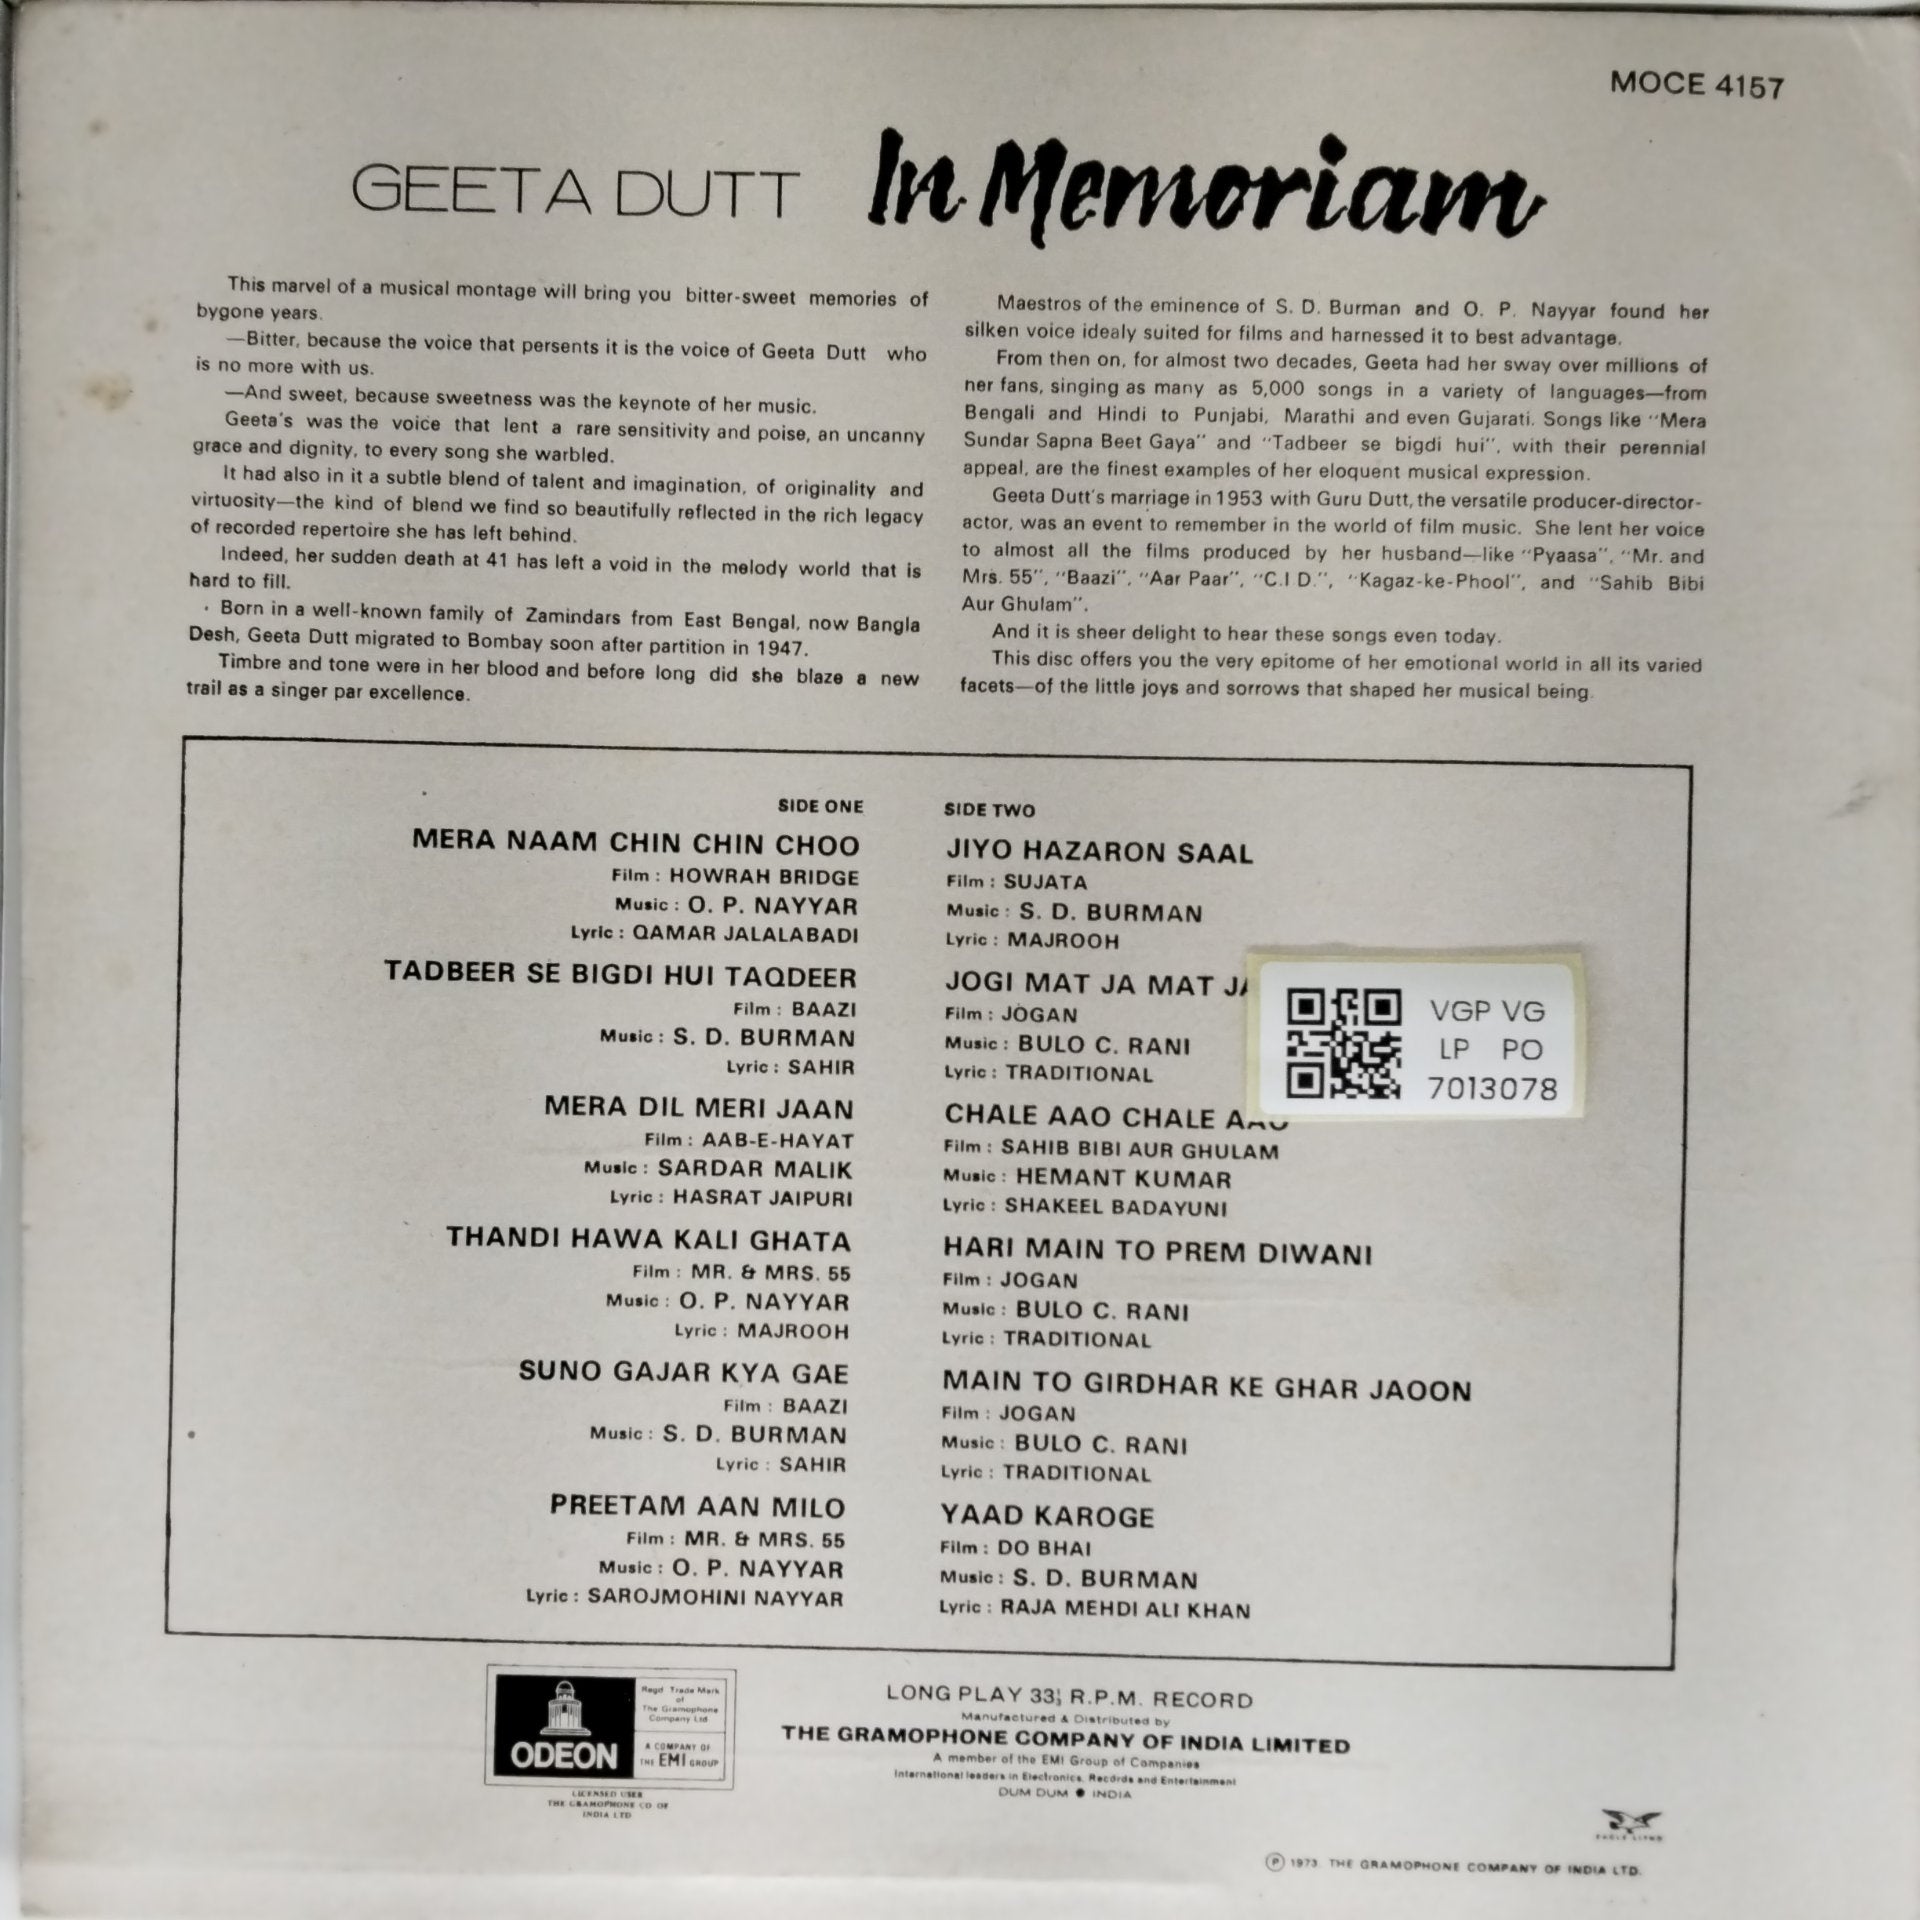 MOCE 4157
GEETA DUTT In Memoriam
This marvel of a musical montage will bring you bitter-sweet memories of
bygone years.
—Bitter, because the voice that persents it is the voice of Geeta Dutt who
is no more with us.
—And sweet, because sweetness was the keynote of her music.
Geeta's was the voice that lent a rare sensitivity and poise, an uncanny
grace and dignity, to every song she warbled.
It had also in it a subtle blend of talent and imagination, of originality and
virtuosity—the kind of blend we find so beautifully reflected in the rich legacy
of recorded repertoire she has left behind.
Indeed, her sudden death at 41 has left a void in the melody world that is
hard to fill.
Born in a well-known family of Zamindars from East Bengal, now Bangla
Desh, Geeta Dutt migrated to Bombay soon after partition in 1947.
Timbre and tone were in her blood and before long did she blaze a new
trail as a singer par excellence.
Maestros of the eminence of S. D. Burman and O. P. Nayyar found her
silken voice idealy suited for films and harnessed it to best advantage.
From then on, for almost two decades, Geeta had her sway over millions of
her fans, singing as many as 5,000 songs in a variety of languages—from
Bengali and Hindi to Punjabi, Marathi and even Gujarati. Songs like "Mera
Sundar Sapna Beet Gaya" and "Tadbeer se bigdi hui", with their perennial
appeal, are the finest examples of her eloquent musical expression.
Geeta Dutt's marriage in 1953 with Guru Dutt, the versatile producer-director-
actor, was an event to remember in the world of film music. She lent her voice
to almost all the films produced by her husband—like "Pyaasa", "Mr. and
Mrs. 55", "Baazi", "Aar Paar", "C.I D.", "Kagaz-ke-Phool", and "Sahib Bibi
Aur Ghulam".
And it is sheer delight to hear these songs even today.
This disc offers you the very epitome of her emotional world in all its varied
facets—of the little joys and sorrows that shaped her musical being.
SIDE ONE
MERA NAAM CHIN CHIN CHOO
Film : HOWRAH BRIDGE
Music : O. P. NAYYAR
Lyric : QAMAR JALALABADI
TADBEER SE BIGDI HUI TAQDEER
Film : BAAZI
Music : S. D. BURMAN
Lyric : SAHIR
MERA DIL MERI JAAN
Film : AAB-E-HAYAT
Music : SARDAR MALIK
Lyric : HASRAT JAIPURI
THANDI HAWA KALI GHATA
Film : MR. & MRS. 55
Music : O. P. NAYYAR
Lyric : MAJROOH
SUNO GAJAR KYA GAE
Film : BAAZI
Music : S. D. BURMAN
Lyric : SAHIR
PREETAM AAN MILO
Film : MR. & MRS. 55
Music : O. P. NAYYAR
Lyric : SAROJMOHINI NAYYAR
SIDE TWO
JIYO HAZARON SAAL
Film : SUJATA
Music : S. D. BURMAN
Lyric : MAJROOH
JOGI MAT JA MAT
Film : JOGAN
Music : BULO C. RANI
Lyric : TRADITIONAL
CHALE AAO CHALE AAO
Film : SAHIB BIBI AUR GHULAM
Music : HEMANT KUMAR
Lyric : SHAKEEL BADAYUNI
HARI MAIN TO PREM DIWANI
Film : JOGAN
Music : BULO C. RANI
Lyric : TRADITIONAL
MAIN TO GIRDHAR KE GHAR JAOON
Film : JOGAN
Music : BULO C. RANI
Lyric : TRADITIONAL
YAAD KAROGE
Film : DO BHAI
Music : S. D. BURMAN
Lyric : RAJA MEHDI ALI KHAN
VGP VG
LP PO
7013078
ODEON
Regd Trade Mark
of
The Gramophone
Company Ltd
A COMPANY OF
THE EMI GROUP
LICENSED USER
THE GRAMOPHONE CO OF
INDIA LTD
LONG PLAY 33⅓ R.P.M. RECORD
Manufactured & Distributed by
THE GRAMOPHONE COMPANY OF INDIA LIMITED
A member of the EMI Group of Companies
International leaders in Electronics, Records and Entertainment
DUM DUM ● INDIA
℗ 1973 THE GRAMOPHONE COMPANY OF INDIA LTD.